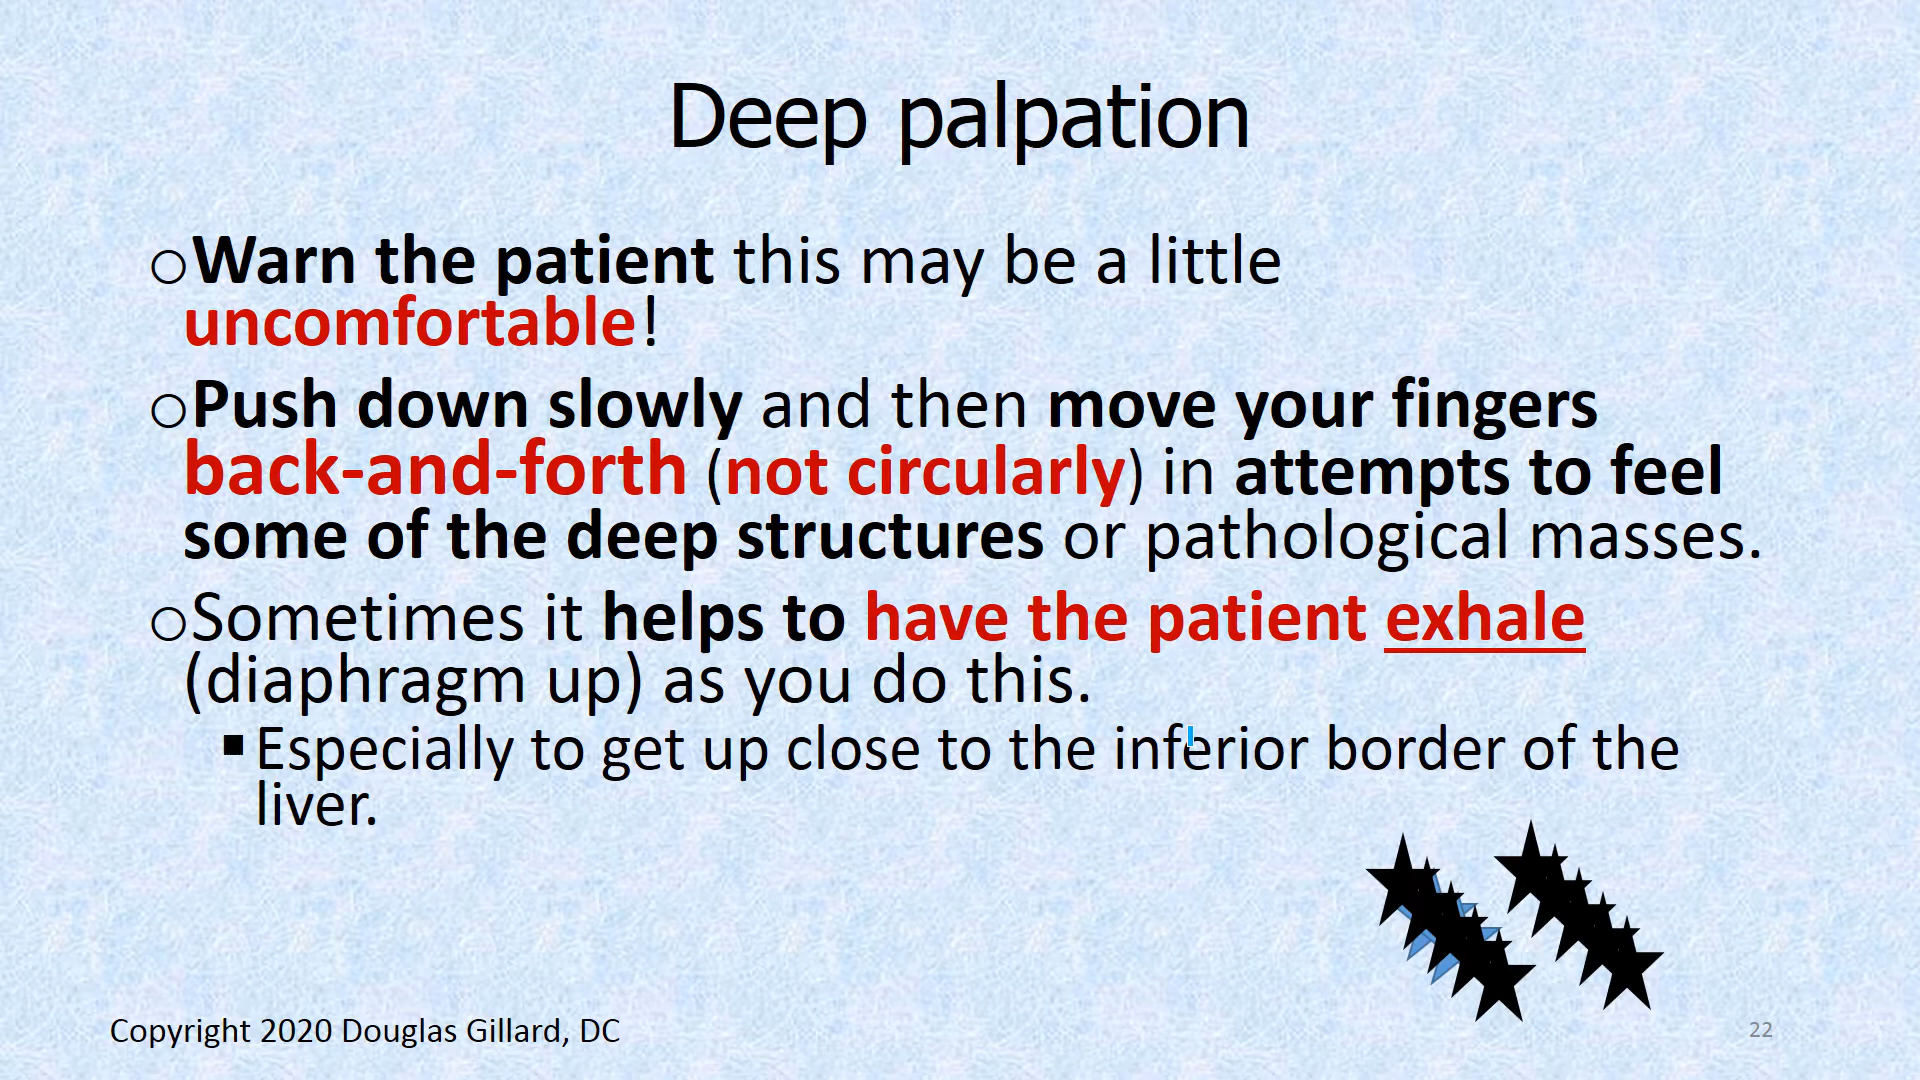 Deep palpation
oWarn the patient this may be a little
uncomfortable!
oPush down slowly and then move your fingers
back-and-forth (not circularly) in attempts to feel
some of the deep structures or pathological masses.
oSometimes it helps to have the patient exhale
(diaphragm up) as you do this.
▪Especially to get up close to the inferior border of the
liver.
Copyright 2020 Douglas Gillard, DC
22